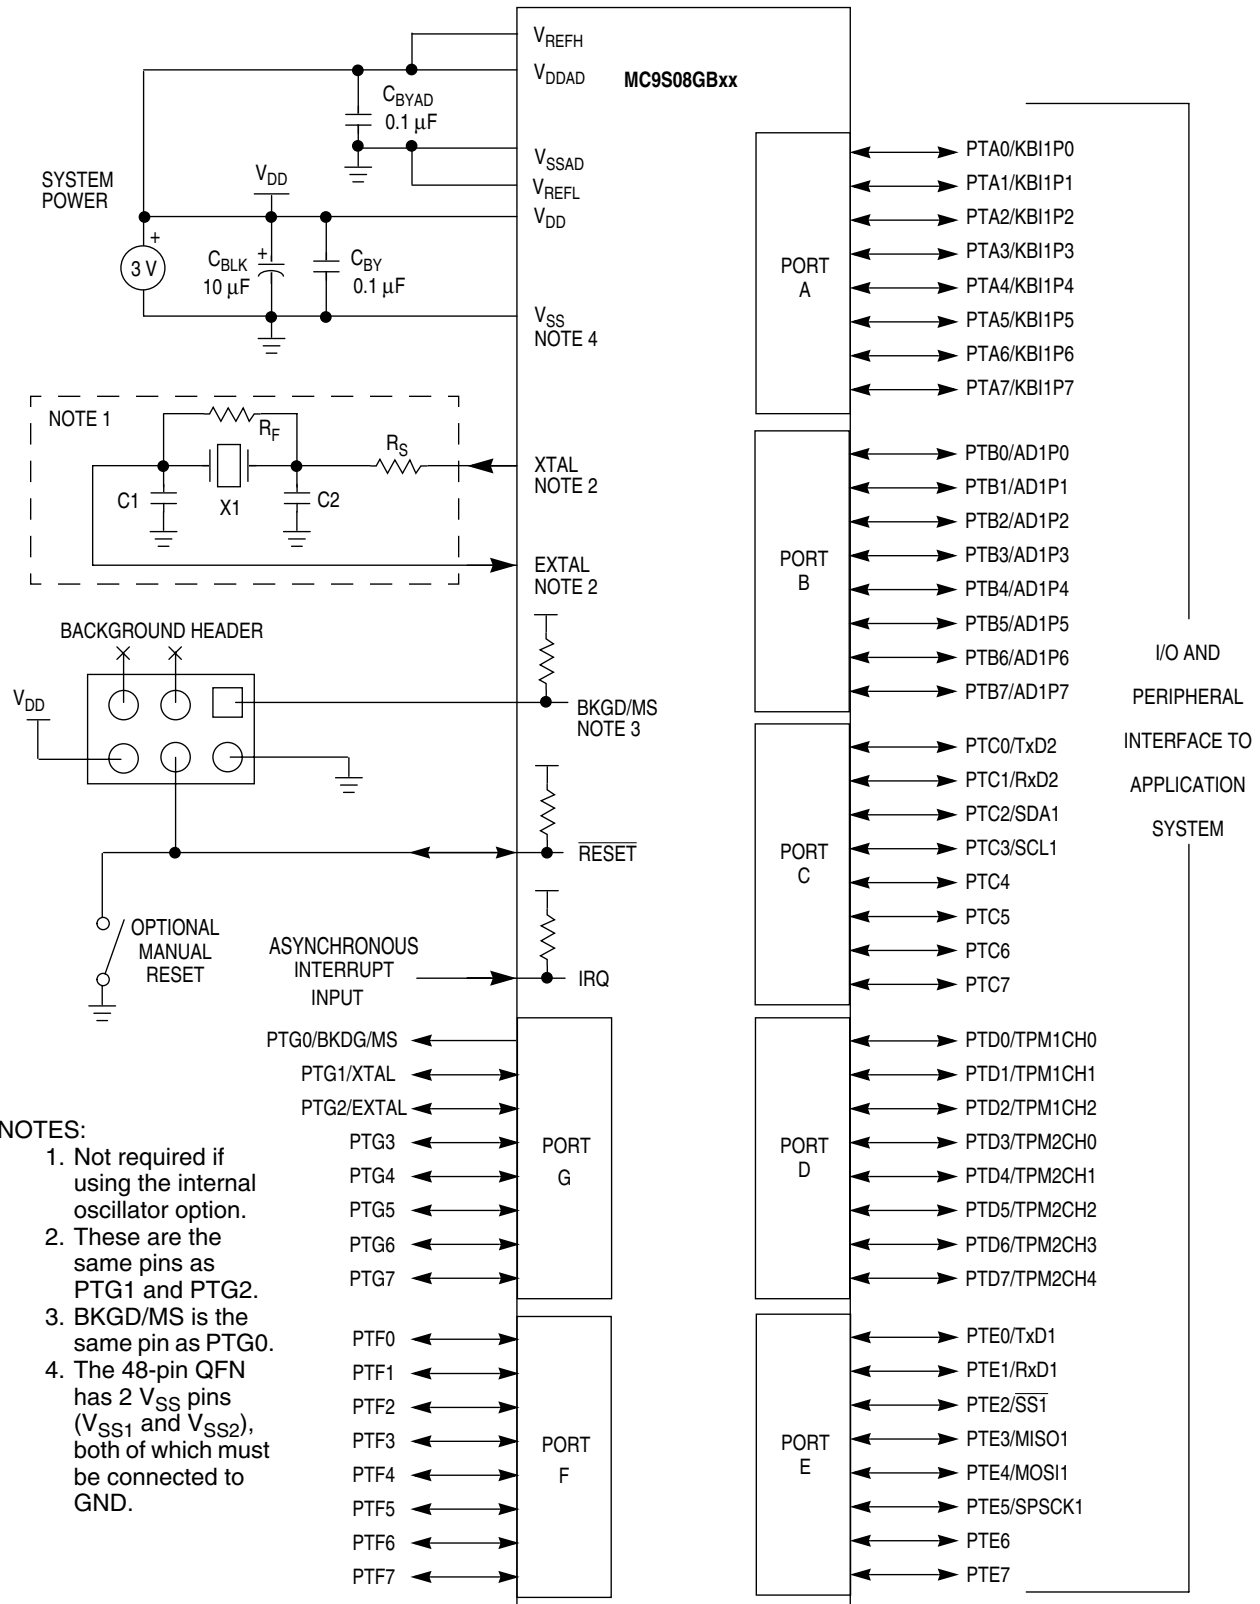 MC9S08GBxx
VREFH
VDDAD
CBYAD
0.1 μF
VSSAD
VREFL
VDD
SYSTEM
POWER
VDD
3 V
+
CBLK
+
10 μF
CBY
0.1 μF
VSS
NOTE 4
NOTE 1
RF
RS
C1
X1
C2
XTAL
NOTE 2
EXTAL
NOTE 2
BACKGROUND HEADER
VDD
BKGD/MS
NOTE 3
RESET
OPTIONAL
MANUAL
RESET
ASYNCHRONOUS
INTERRUPT
INPUT
IRQ
PTG0/BKDG/MS
PTG1/XTAL
PTG2/EXTAL
PTG3
PTG4
PTG5
PTG6
PTG7
PORT
G
PTF0
PTF1
PTF2
PTF3
PTF4
PTF5
PTF6
PTF7
PORT
F
NOTES:
1. Not required if
using the internal
oscillator option.
2. These are the
same pins as
PTG1 and PTG2.
3. BKGD/MS is the
same pin as PTG0.
4. The 48-pin QFN
has 2 VSS pins
(VSS1 and VSS2),
both of which must
be connected to
GND.
PORT
A
PTA0/KBI1P0
PTA1/KBI1P1
PTA2/KBI1P2
PTA3/KBI1P3
PTA4/KBI1P4
PTA5/KBI1P5
PTA6/KBI1P6
PTA7/KBI1P7
PORT
B
PTB0/AD1P0
PTB1/AD1P1
PTB2/AD1P2
PTB3/AD1P3
PTB4/AD1P4
PTB5/AD1P5
PTB6/AD1P6
PTB7/AD1P7
PORT
C
PTC0/TxD2
PTC1/RxD2
PTC2/SDA1
PTC3/SCL1
PTC4
PTC5
PTC6
PTC7
PORT
D
PTD0/TPM1CH0
PTD1/TPM1CH1
PTD2/TPM1CH2
PTD3/TPM2CH0
PTD4/TPM2CH1
PTD5/TPM2CH2
PTD6/TPM2CH3
PTD7/TPM2CH4
PORT
E
PTE0/TxD1
PTE1/RxD1
PTE2/SS1
PTE3/MISO1
PTE4/MOSI1
PTE5/SPSCK1
PTE6
PTE7
I/O AND
PERIPHERAL
INTERFACE TO
APPLICATION
SYSTEM